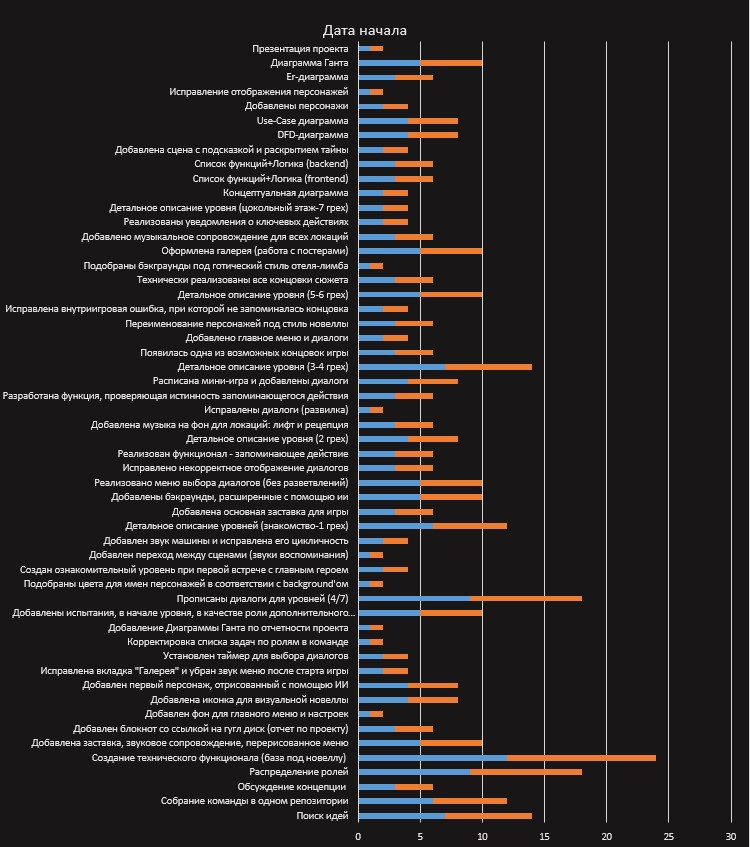 Дата начала
Презентация проекта
Диаграмма Ганта
Er-диаграмма
Исправление отображения персонажей
Добавлены персонажи
Use-Case диаграмма
DFD-диаграмма
Добавлена сцена с подсказкой и раскрытием тайны
Список функций+Логика (backend)
Список функций+Логика (frontend)
Концептуальная диаграмма
Детальное описание уровня (цокольный этаж-7 грех)
Реализованы уведомления о ключевых действиях
Добавлено музыкальное сопровождение для всех локаций
Оформлена галерея (работа с постерами)
Подобраны бэкграунды под готический стиль отеля-лимба
Технически реализованы все концовки сюжета
Детальное описание уровня (5-6 грех)
Исправлена внутриигровая ошибка, при которой не запоминалась концовка
Переименование персонажей под стиль новеллы
Добавлено главное меню и диалоги
Появилась одна из возможных концовок игры
Детальное описание уровня (3-4 грех)
Расписана мини-игра и добавлены диалоги
Разработана функция, проверяющая истинность запоминающегося действия
Исправлены диалоги (развилка)
Добавлена музыка на фон для локаций: лифт и рецепция
Детальное описание уровня (2 грех)
Реализован функционал - запоминающее действие
Исправлено некорректное отображение диалогов
Реализовано меню выбора диалогов (без разветвлений)
Добавлены бэкраунды, расширенные с помощью ии
Добавлена основная заставка для игры
Детальное описание уровней (знакомство-1 грех)
Добавлен звук машины и исправлена его цикличность
Добавлен переход между сценами (звуки воспоминания)
Создан ознакомительный уровень при первой встрече с главным героем
Подобраны цвета для имен персонажей в соответствии с background'ом
Прописаны диалоги для уровней (4/7)
Добавлены испытания, в начале уровня, в качестве роли дополнительного...
Добавление Диаграммы Ганта по отчетности проекта
Корректировка списка задач по ролям в команде
Установлен таймер для выбора диалогов
Исправлена вкладка "Галерея" и убран звук меню после старта игры
Добавлен первый персонаж, отрисованный с помощью ИИ
Добавлена иконка для визуальной новеллы
Добавлен фон для главного меню и настроек
Добавлен блокнот со ссылкой на гугл диск (отчет по проекту)
Добавлена заставка, звуковое сопровождение, перерисованное меню
Создание технического функционала (база под новеллу)
Распределение ролей
Обсуждение концепции
Собрание команды в одном репозитории
Поиск идей
0 5 10 15 20 25 30